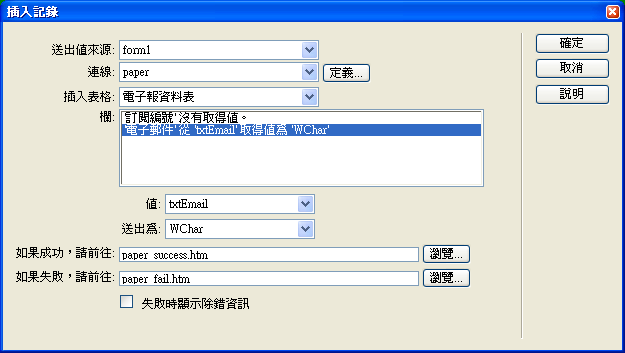 插入記錄
送出值來源: form1
連線: paper 定義...
插入表格: 電子報資料表
欄: '訂閱編號' 沒有取得值。
'電子郵件' 從 'txtEmail' 取得值為 'WChar'
值: txtEmail
送出為: WChar
如果成功，請前往: paper_success.htm 瀏覽...
如果失敗，請前往: paper_fail.htm 瀏覽...
失敗時顯示除錯資訊
確定
取消
說明